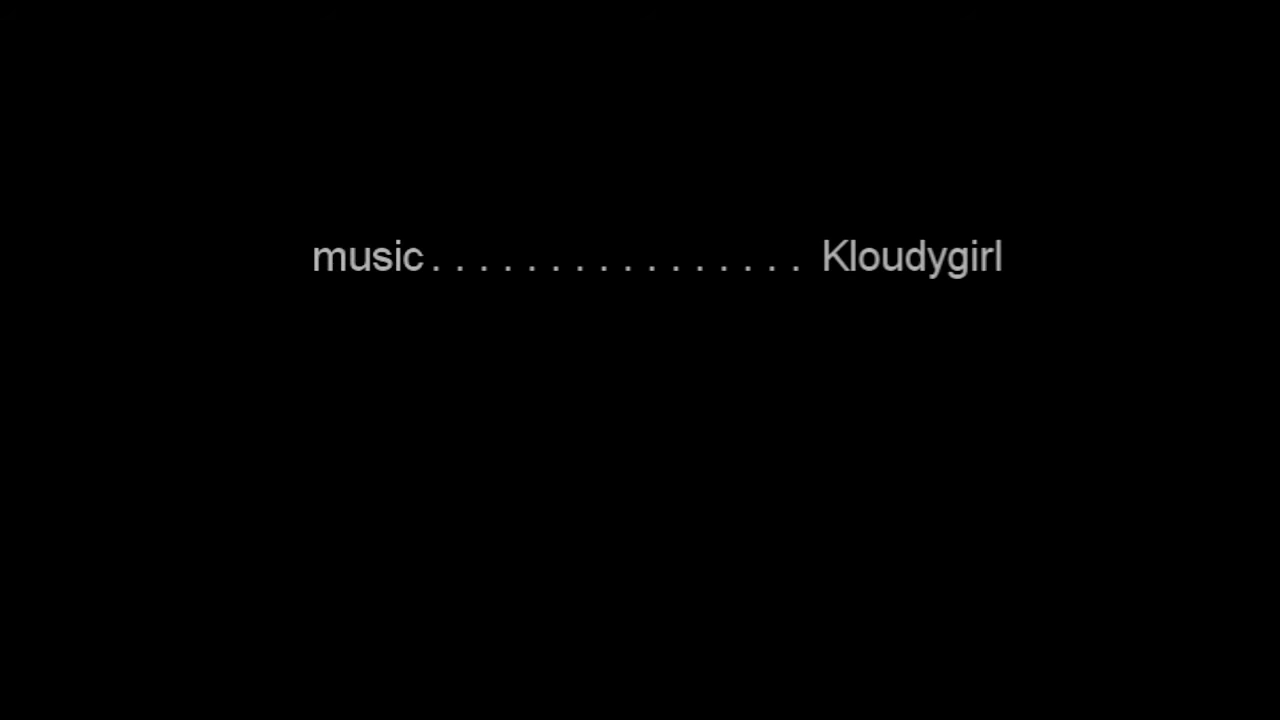 music. . . . . . . . . . . . . . . . Kloudygirl